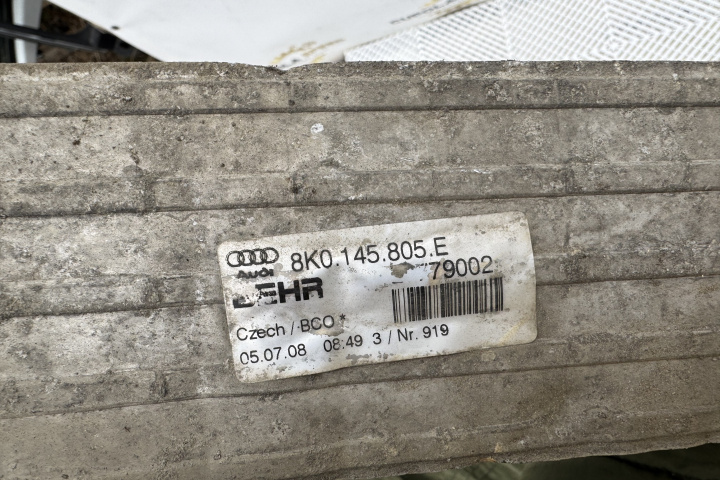 8K0.145.805.E
Audi
79002
BEHR
Czech / BCO *
05.07.08 08:49 3 / Nr. 919